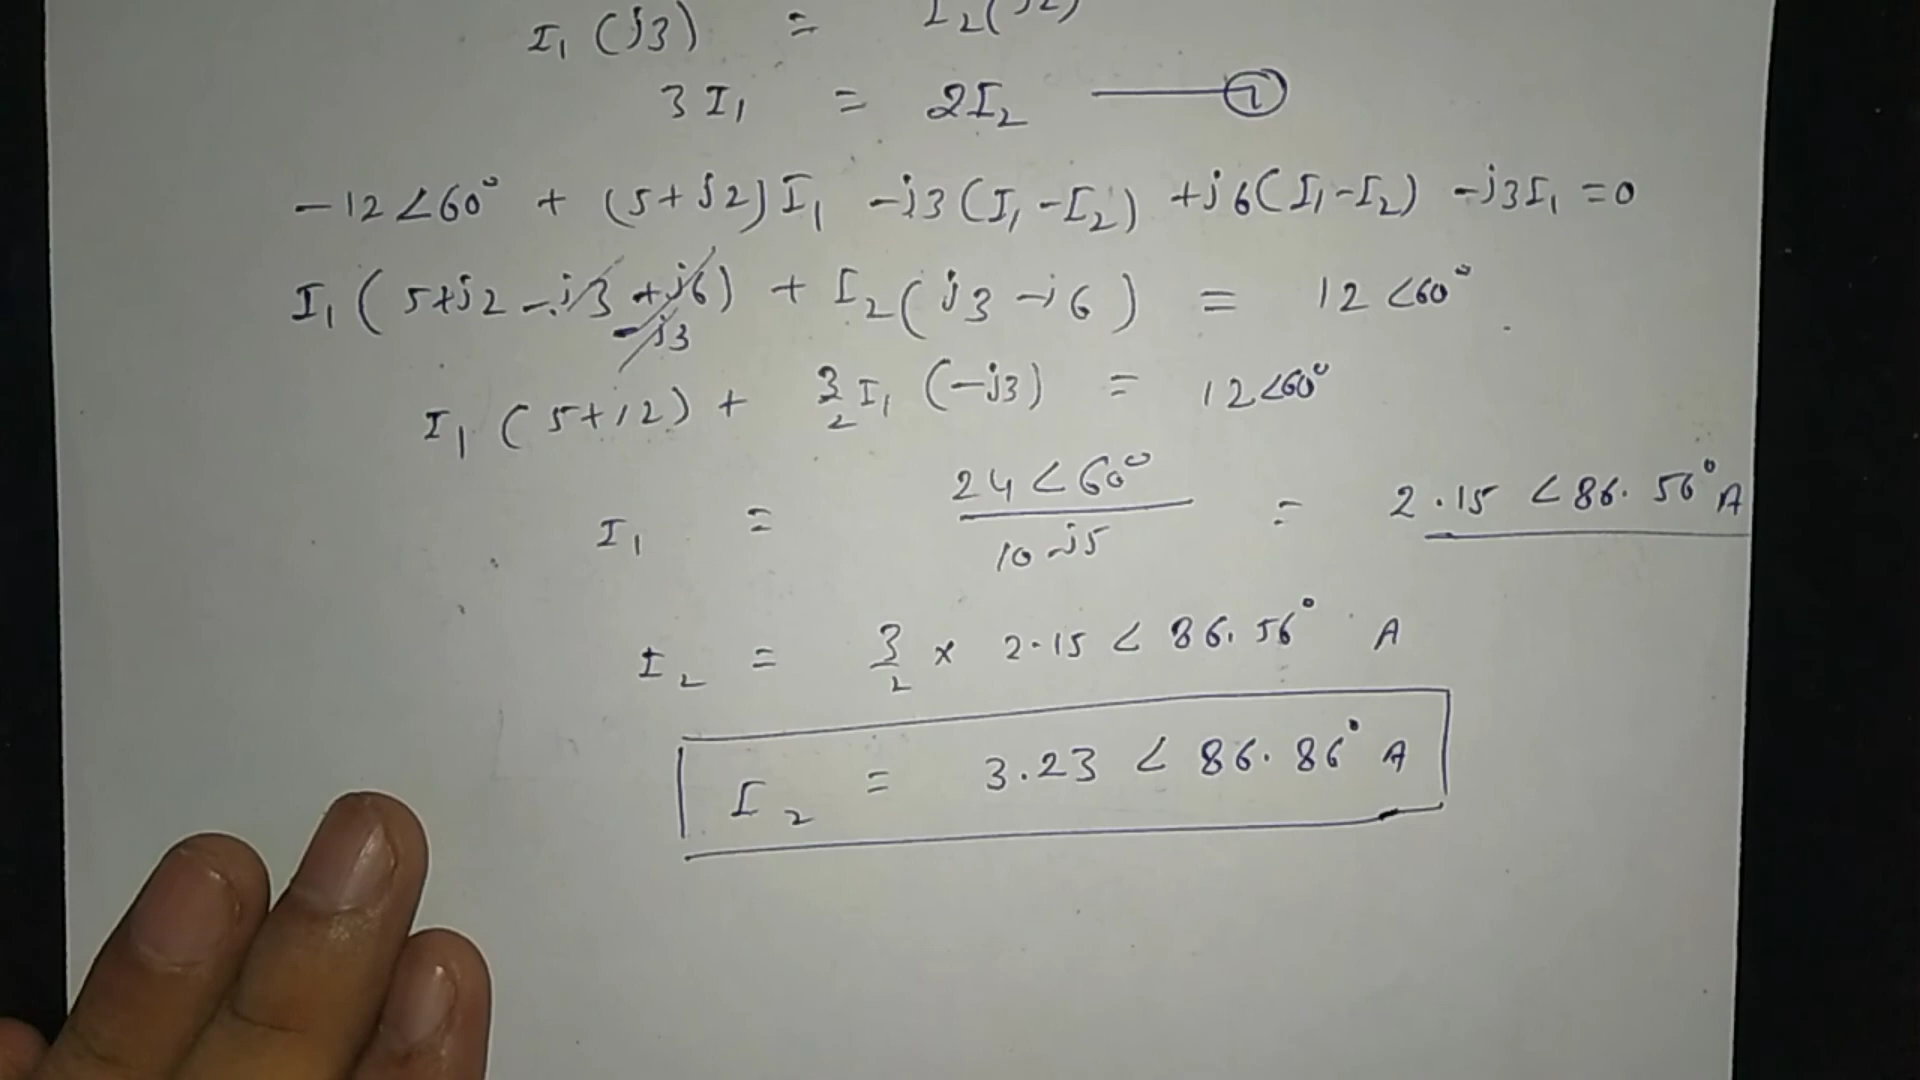 I₁ (j3) = I₂(j2)
3I₁ = 2I₂ —— ①
-12∠60° + (5+j2)I₁ -j3(I₁-I₂) +j6(I₁-I₂) -j3I₁ =0
I₁(5+j2-j3+j6) + I₂(j3-j6) = 12∠60°
-j3
I₁(5+j2) + 3/2 I₁ (-j3) = 12∠60°
I₁ = 24∠60° / 10-j5 = 2.15 ∠86.56° A
I₂ = 3/2 × 2.15∠86.56° A
I₂ = 3.23 ∠ 86.86° A